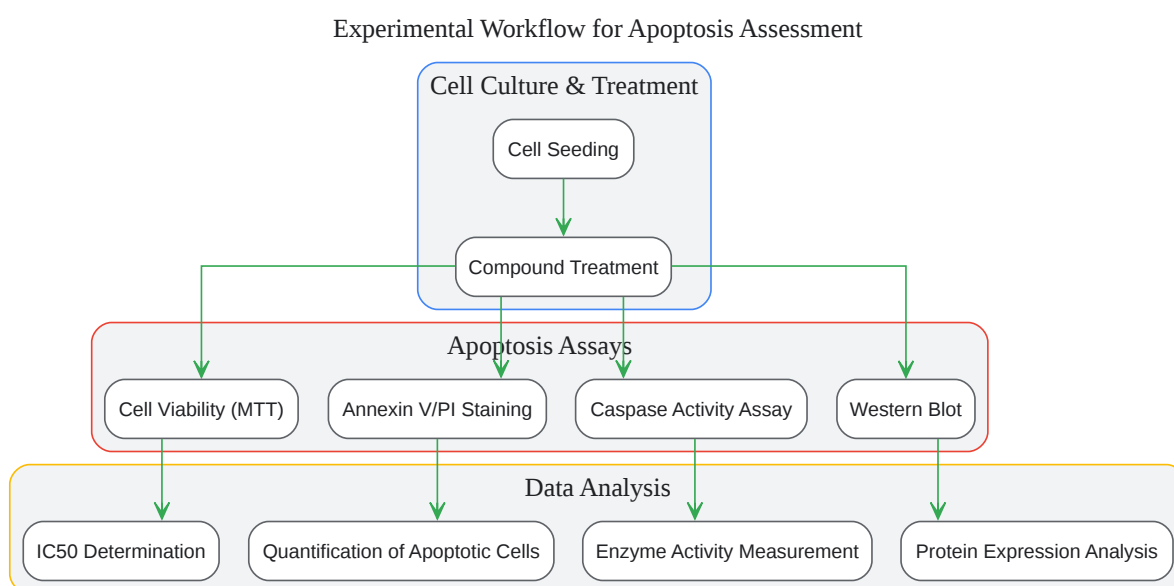 Experimental Workflow for Apoptosis Assessment
Cell Culture & Treatment
Cell Seeding
Compound Treatment
Apoptosis Assays
Cell Viability (MTT)
Annexin V/PI Staining
Caspase Activity Assay
Western Blot
Data Analysis
IC50 Determination
Quantification of Apoptotic Cells
Enzyme Activity Measurement
Protein Expression Analysis